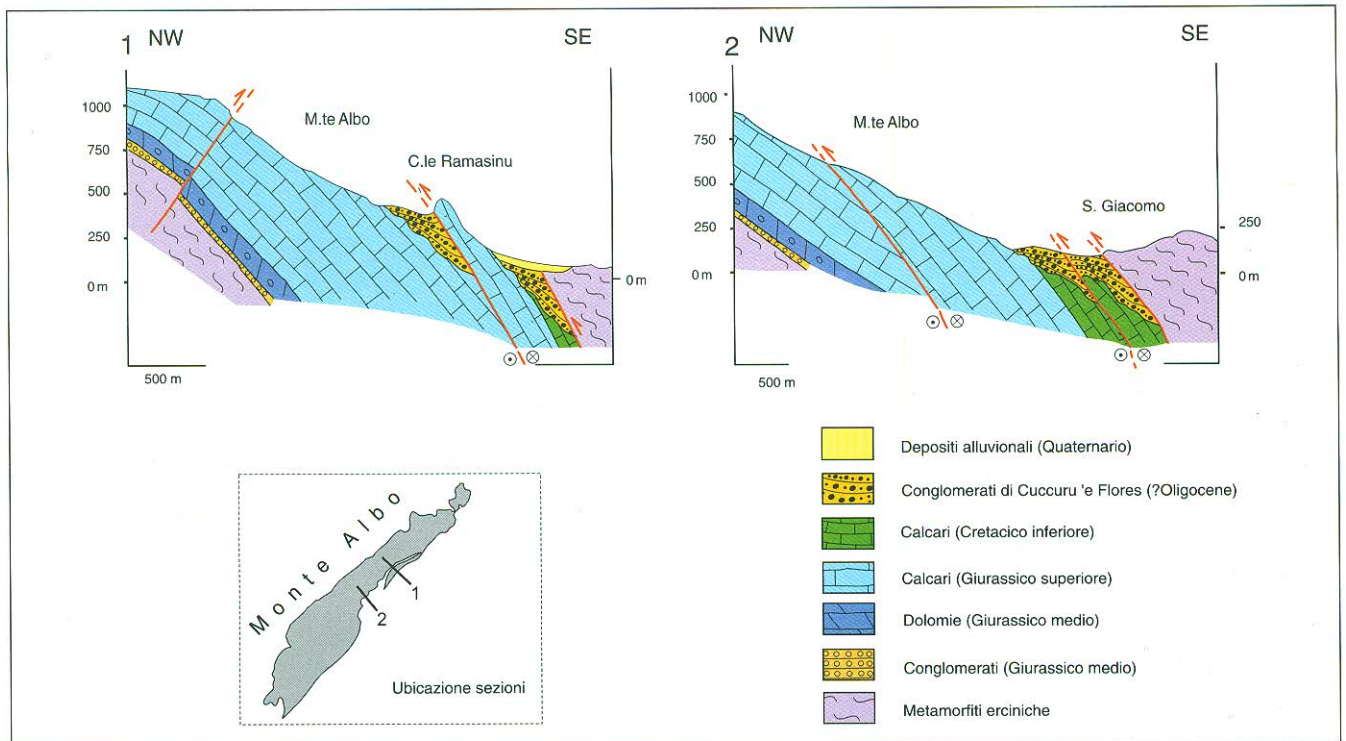 1 NW SE
M.te Albo
C.le Ramasinu
1000
750
500
250
0 m
0 m
500 m
2 NW SE
M.te Albo
S. Giacomo
1000
750
500
250
0 m
250
0 m
500 m
Monte Albo
1
2
Ubicazione sezioni
Depositi alluvionali (Quaternario)
Conglomerati di Cuccuru 'e Flores (?Oligocene)
Calcari (Cretacico inferiore)
Calcari (Giurassico superiore)
Dolomie (Giurassico medio)
Conglomerati (Giurassico medio)
Metamorfiti erciniche